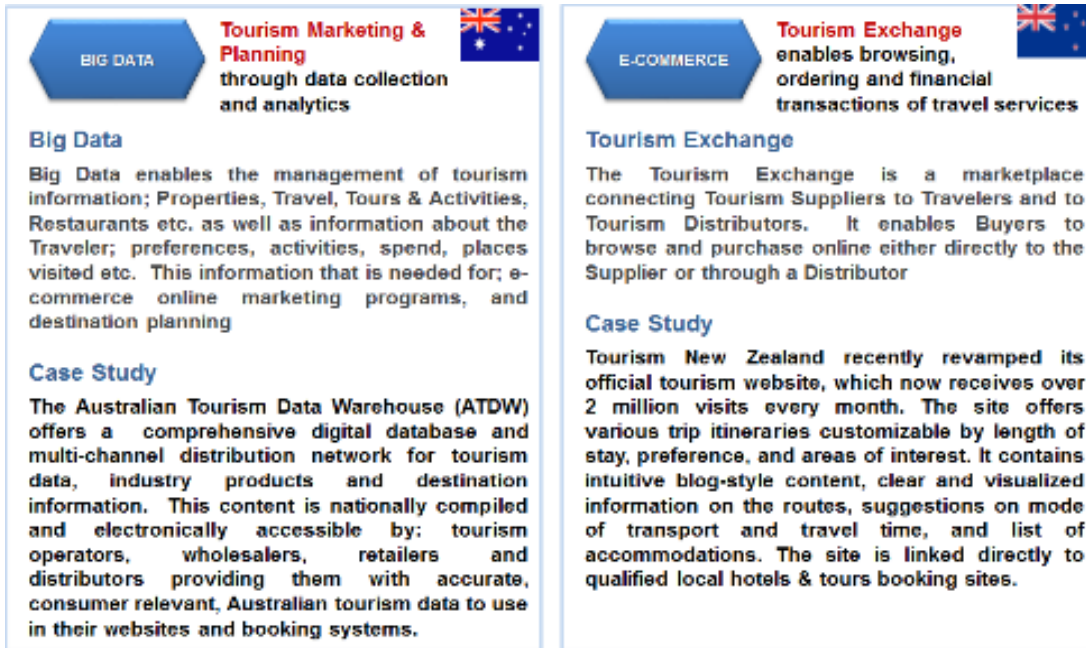 BIG DATA
Tourism Marketing &
Planning
through data collection
and analytics
Big Data
Big Data enables the management of tourism
information; Properties, Travel, Tours & Activities,
Restaurants etc. as well as information about the
Traveler; preferences, activities, spend, places
visited etc. This information that is needed for; e-
commerce online marketing programs, and
destination planning
Case Study
The Australian Tourism Data Warehouse (ATDW)
offers a comprehensive digital database and
multi-channel distribution network for tourism
data, industry products and destination
information. This content is nationally compiled
and electronically accessible by: tourism
operators, wholesalers, retailers and
distributors providing them with accurate,
consumer relevant, Australian tourism data to use
in their websites and booking systems.
E-COMMERCE
Tourism Exchange
enables browsing,
ordering and financial
transactions of travel services
Tourism Exchange
The Tourism Exchange is a marketplace
connecting Tourism Suppliers to Travelers and to
Tourism Distributors. It enables Buyers to
browse and purchase online either directly to the
Supplier or through a Distributor
Case Study
Tourism New Zealand recently revamped its
official tourism website, which now receives over
2 million visits every month. The site offers
various trip itineraries customizable by length of
stay, preference, and areas of interest. It contains
intuitive blog-style content, clear and visualized
information on the routes, suggestions on mode
of transport and travel time, and list of
accommodations. The site is linked directly to
qualified local hotels & tours booking sites.